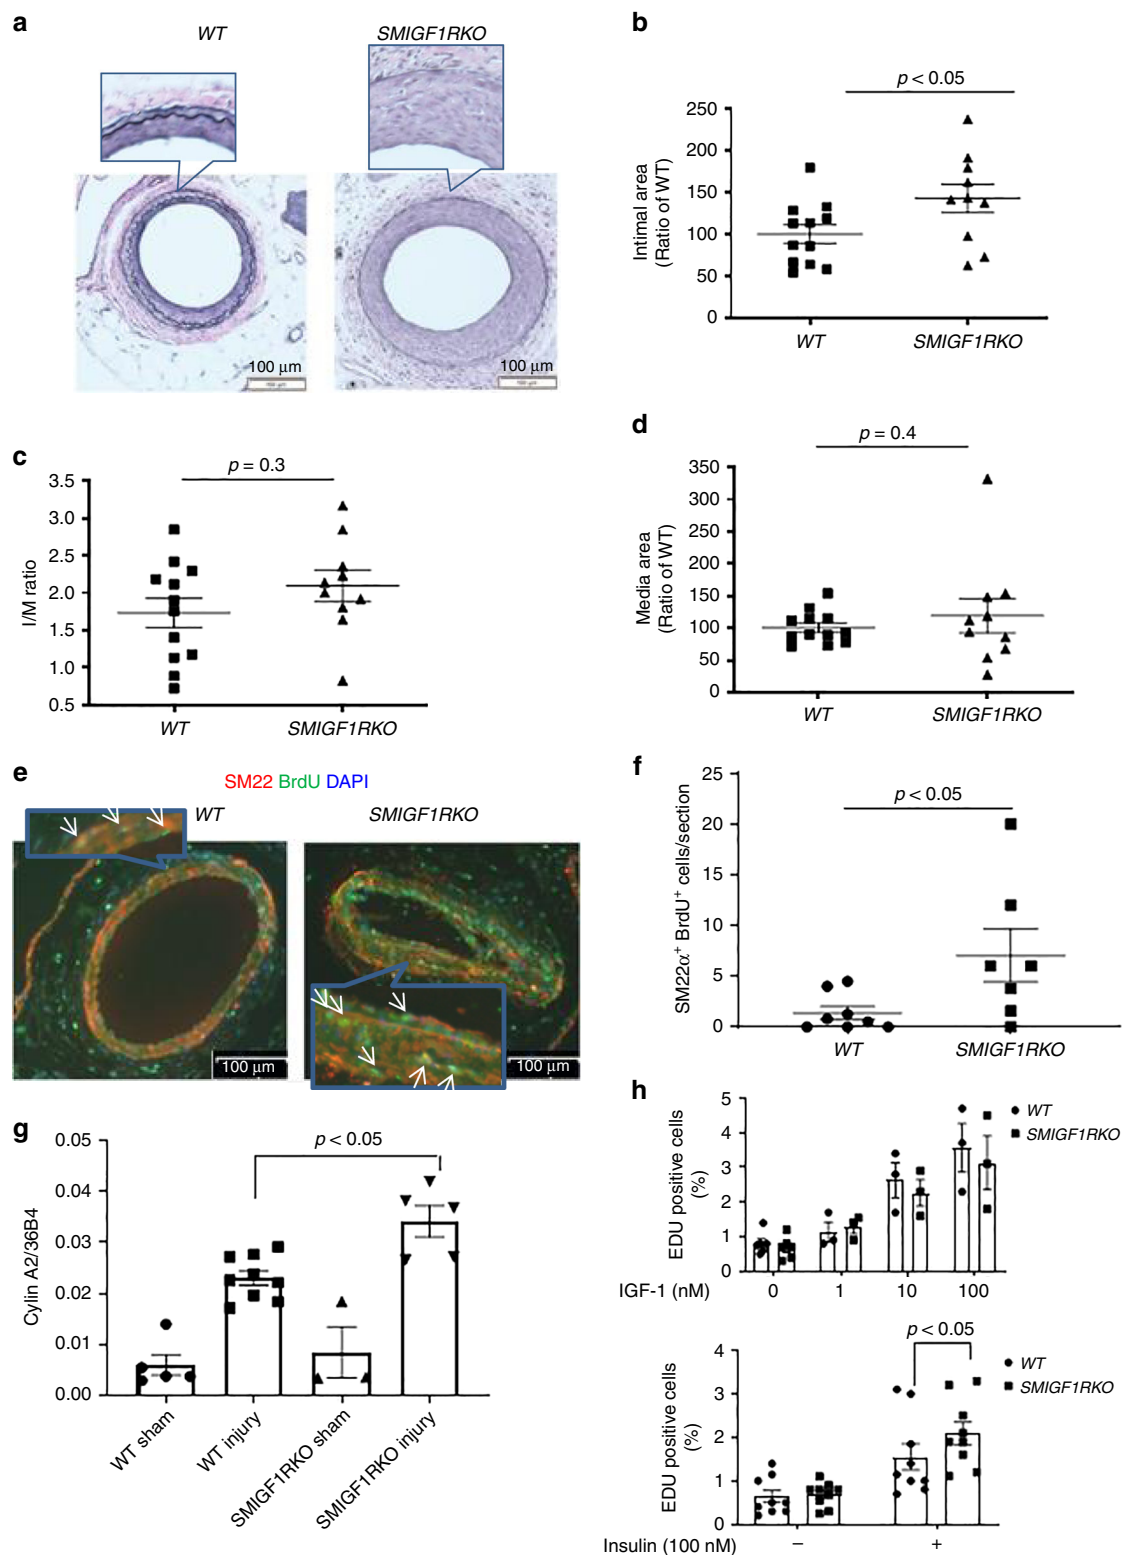 a
WT
SMIGF1RKO
100 μm
100 μm
b
p < 0.05
Intimal area
(Ratio of WT)
250
200
150
100
50
0
WT
SMIGF1RKO
c
p = 0.3
I/M ratio
3.5
3.0
2.5
2.0
1.5
1.0
0.5
WT
SMIGF1RKO
d
p = 0.4
Media area
(Ratio of WT)
350
300
250
200
150
100
50
0
WT
SMIGF1RKO
e
SM22 BrdU DAPI
WT
SMIGF1RKO
100 μm
100 μm
f
p < 0.05
SM22α⁺ BrdU⁺ cells/section
25
20
15
10
5
0
WT
SMIGF1RKO
g
p < 0.05
Cylin A2/36B4
0.05
0.04
0.03
0.02
0.01
0.00
WT sham
WT injury
SMIGF1RKO sham
SMIGF1RKO injury
h
EDU positive cells
(%)
5
4
3
2
1
0
WT
SMIGF1RKO
IGF-1 (nM)
0
1
10
100
p < 0.05
EDU positive cells
(%)
4
3
2
1
0
WT
SMIGF1RKO
Insulin (100 nM)
–
+